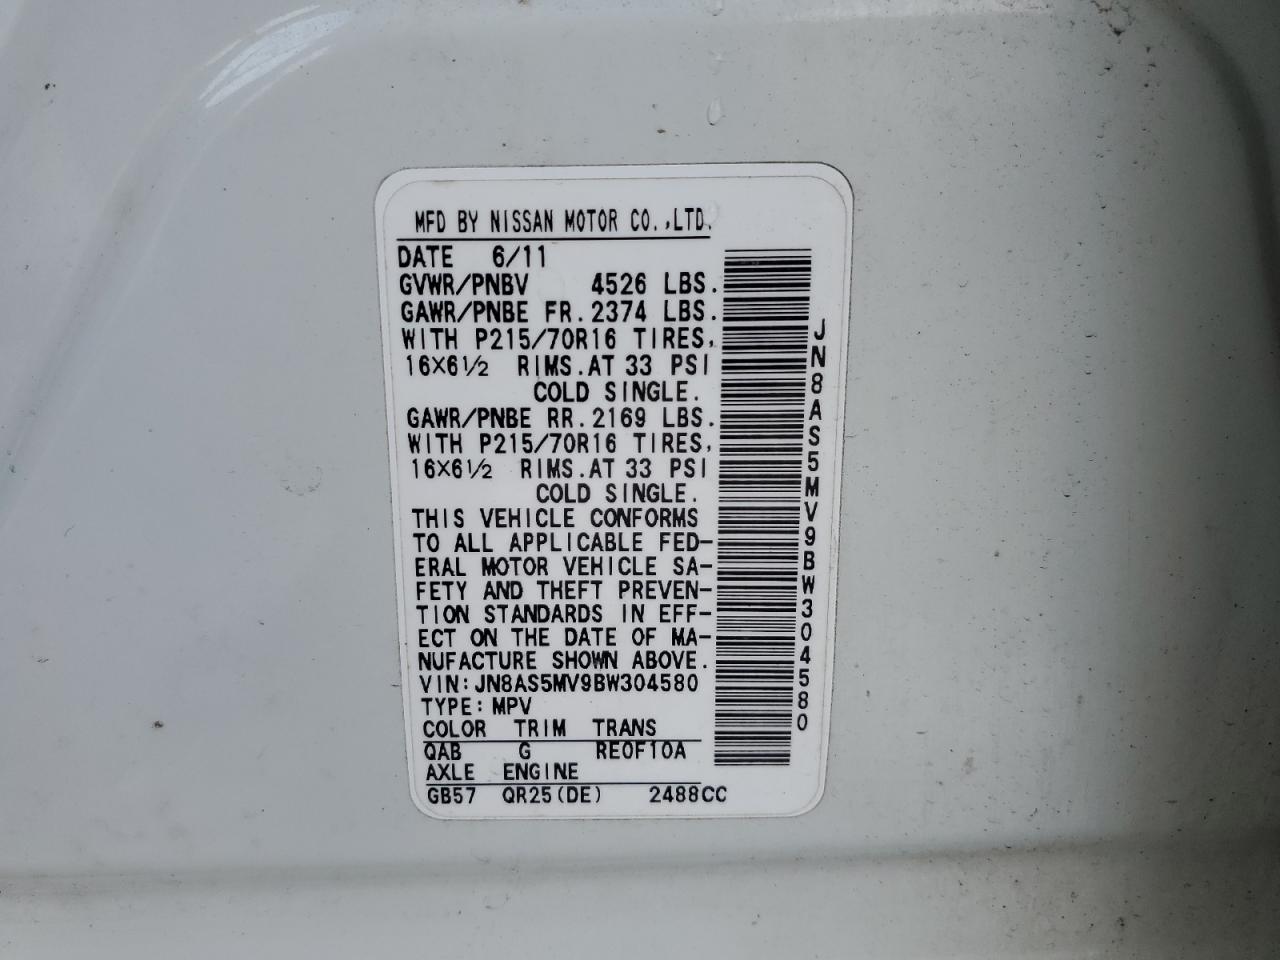 MFD BY NISSAN MOTOR CO.,LTD.
DATE 6/11
GVWR/PNBV 4526 LBS.
GAWR/PNBE FR.2374 LBS.
WITH P215/70R16 TIRES,
16X6½ RIMS.AT 33 PSI
COLD SINGLE.
GAWR/PNBE RR.2169 LBS.
WITH P215/70R16 TIRES,
16X6½ RIMS.AT 33 PSI
COLD SINGLE.
THIS VEHICLE CONFORMS
TO ALL APPLICABLE FED-
ERAL MOTOR VEHICLE SA-
FETY AND THEFT PREVEN-
TION STANDARDS IN EFF-
ECT ON THE DATE OF MA-
NUFACTURE SHOWN ABOVE.
VIN:JN8AS5MV9BW304580
TYPE:MPV
COLOR TRIM TRANS
QAB G RE0F10A
AXLE ENGINE
GB57 QR25(DE) 2488CC
JN8AS5MV9BW304580